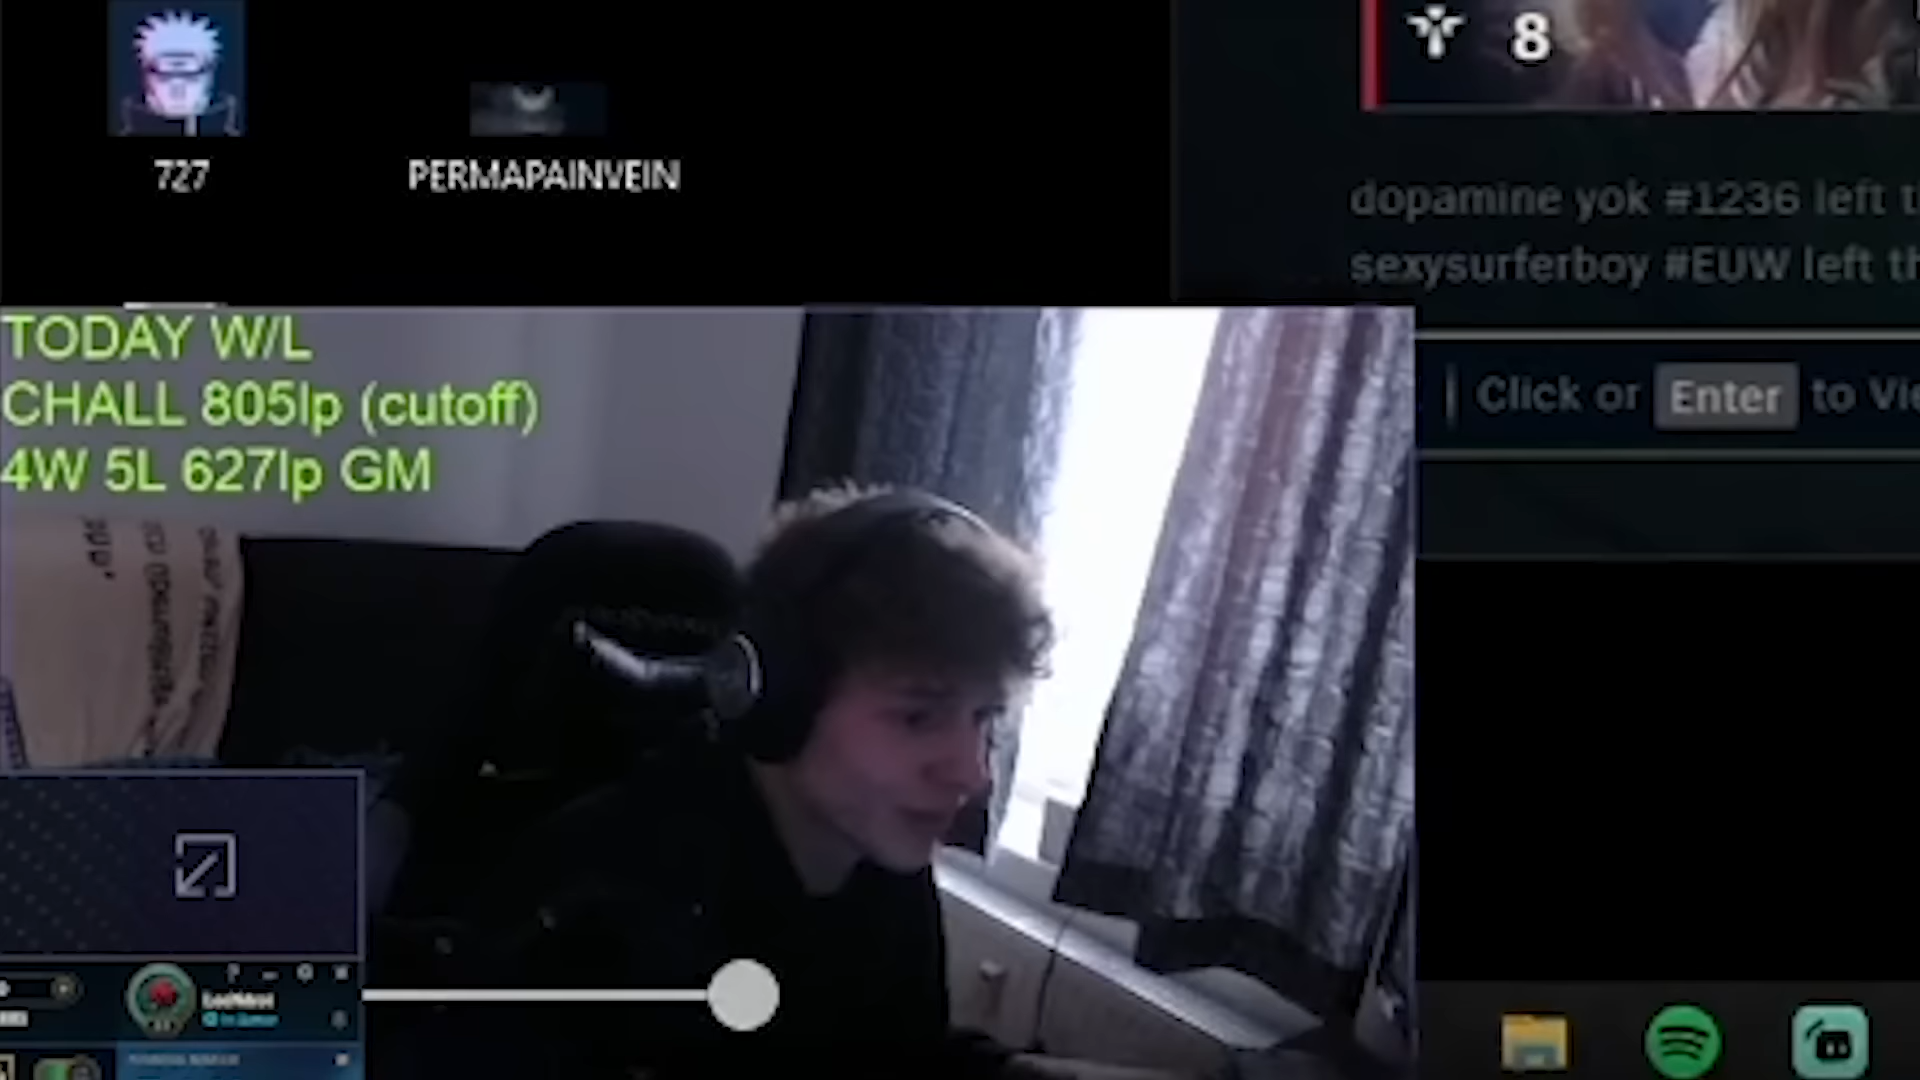 8
727
PERMAPAINVEIN
dopamine yok #1236 left t
sexysurferboy #EUW left th
TODAY W/L
CHALL 805lp (cutoff)
4W 5L 627lp GM
Click or Enter to Vie